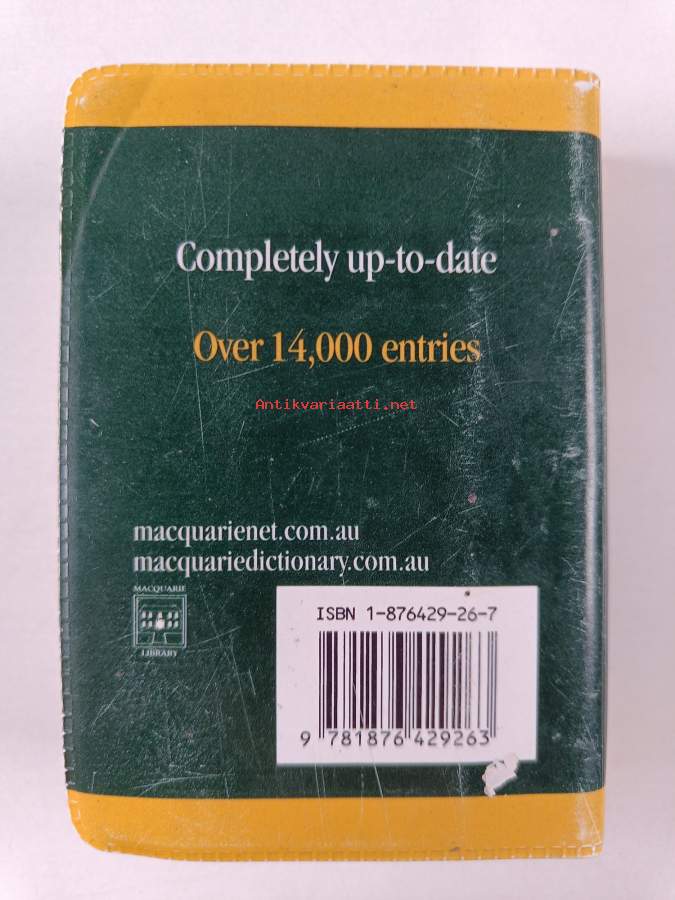 Completely up-to-date
Over 14,000 entries
Antikvariaatti.net
macquarienet.com.au
macquariedictionary.com.au
MACQUARIE
LIBRARY
ISBN 1-876429-26-7
9 781876 429263